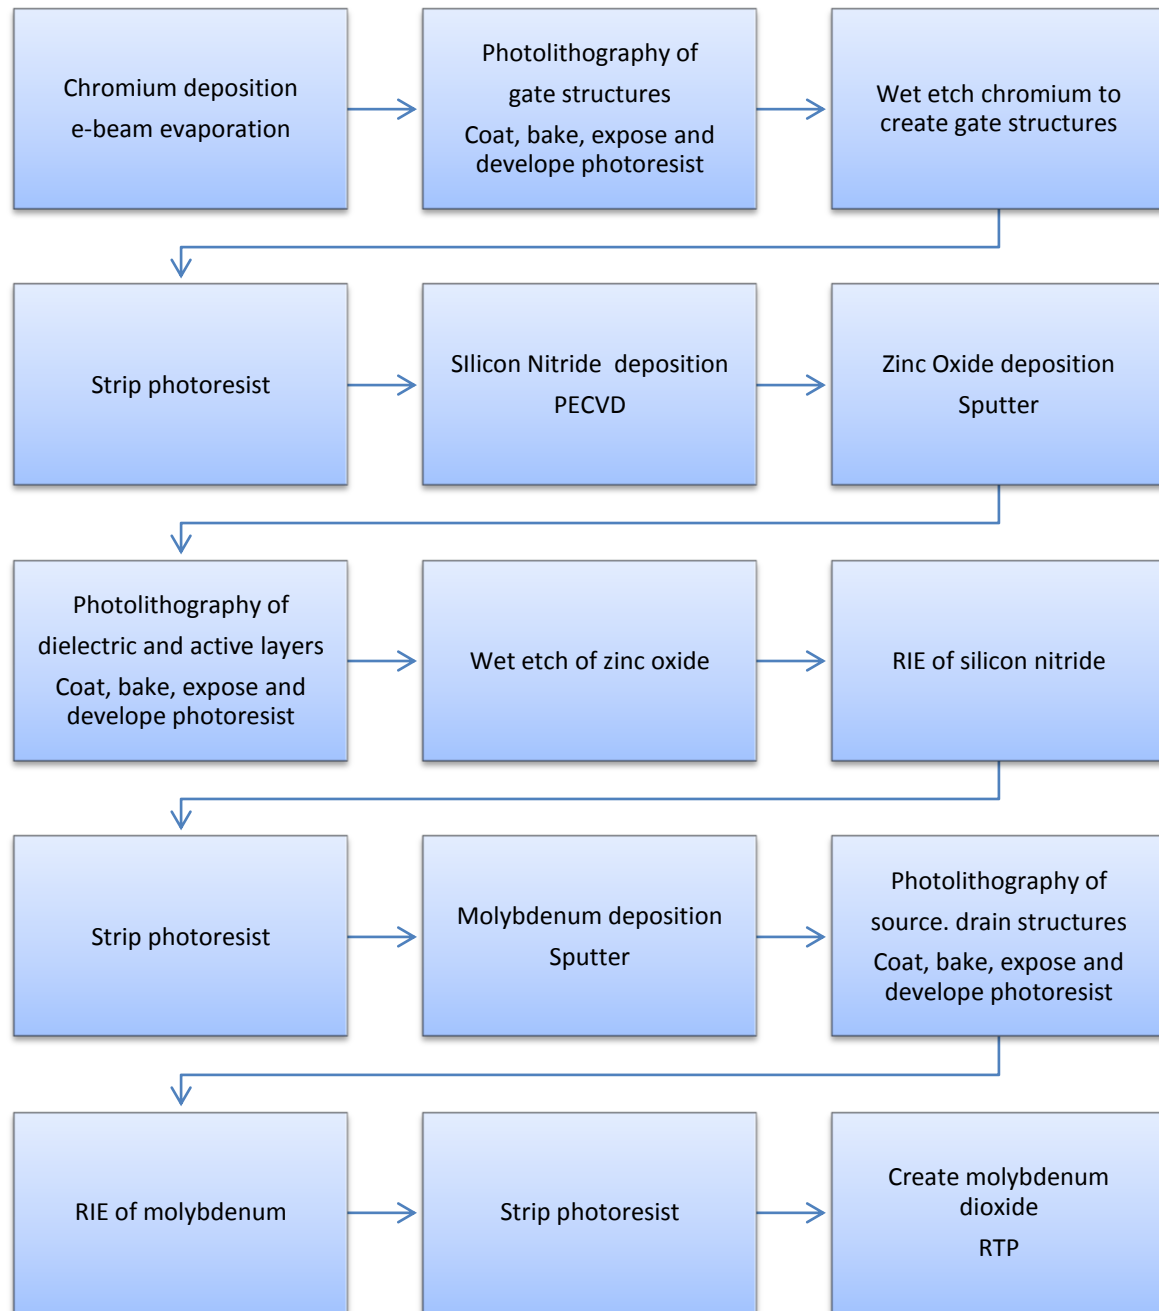 Chromium deposition
e-beam evaporation
Photolithography of
gate structures
Coat, bake, expose and
develope photoresist
Wet etch chromium to
create gate structures
Strip photoresist
SIlicon Nitride  deposition
PECVD
Zinc Oxide deposition
Sputter
Photolithography of
dielectric and active layers
Coat, bake, expose and
develope photoresist
Wet etch of zinc oxide
RIE of silicon nitride
Strip photoresist
Molybdenum deposition
Sputter
Photolithography of
source. drain structures
Coat, bake, expose and
develope photoresist
RIE of molybdenum
Strip photoresist
Create molybdenum
dioxide
RTP